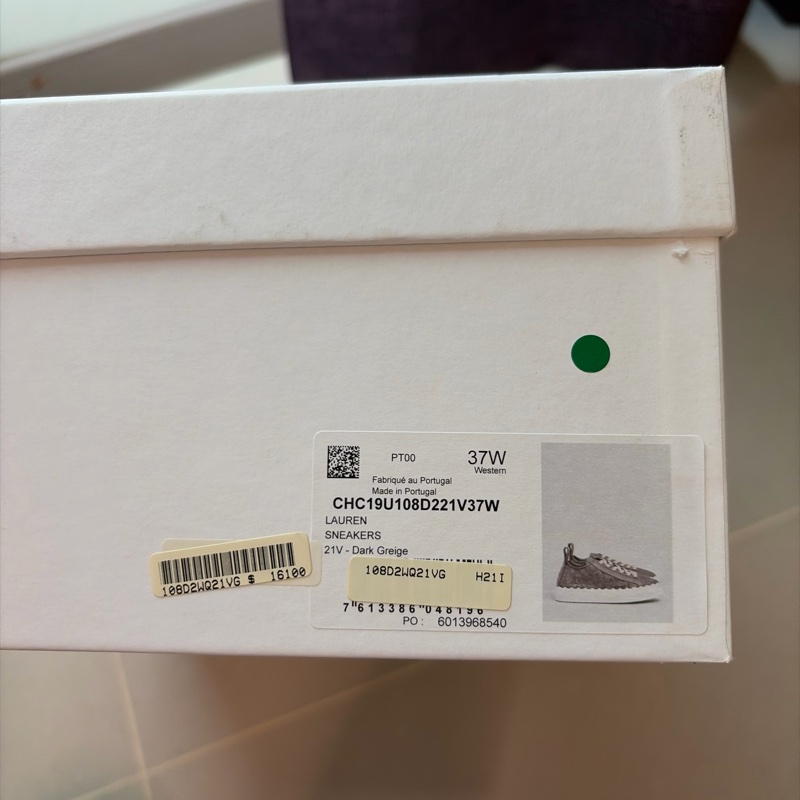 PT00
37W
Western
Fabriqué au Portugal
Made in Portugal
CHC19U108D221V37W
LAUREN
SNEAKERS
21V - Dark Greige
108D2WQ21VG $ 16100
108D2WQ21VG H21I
7"613386"048196
PO : 6013968540